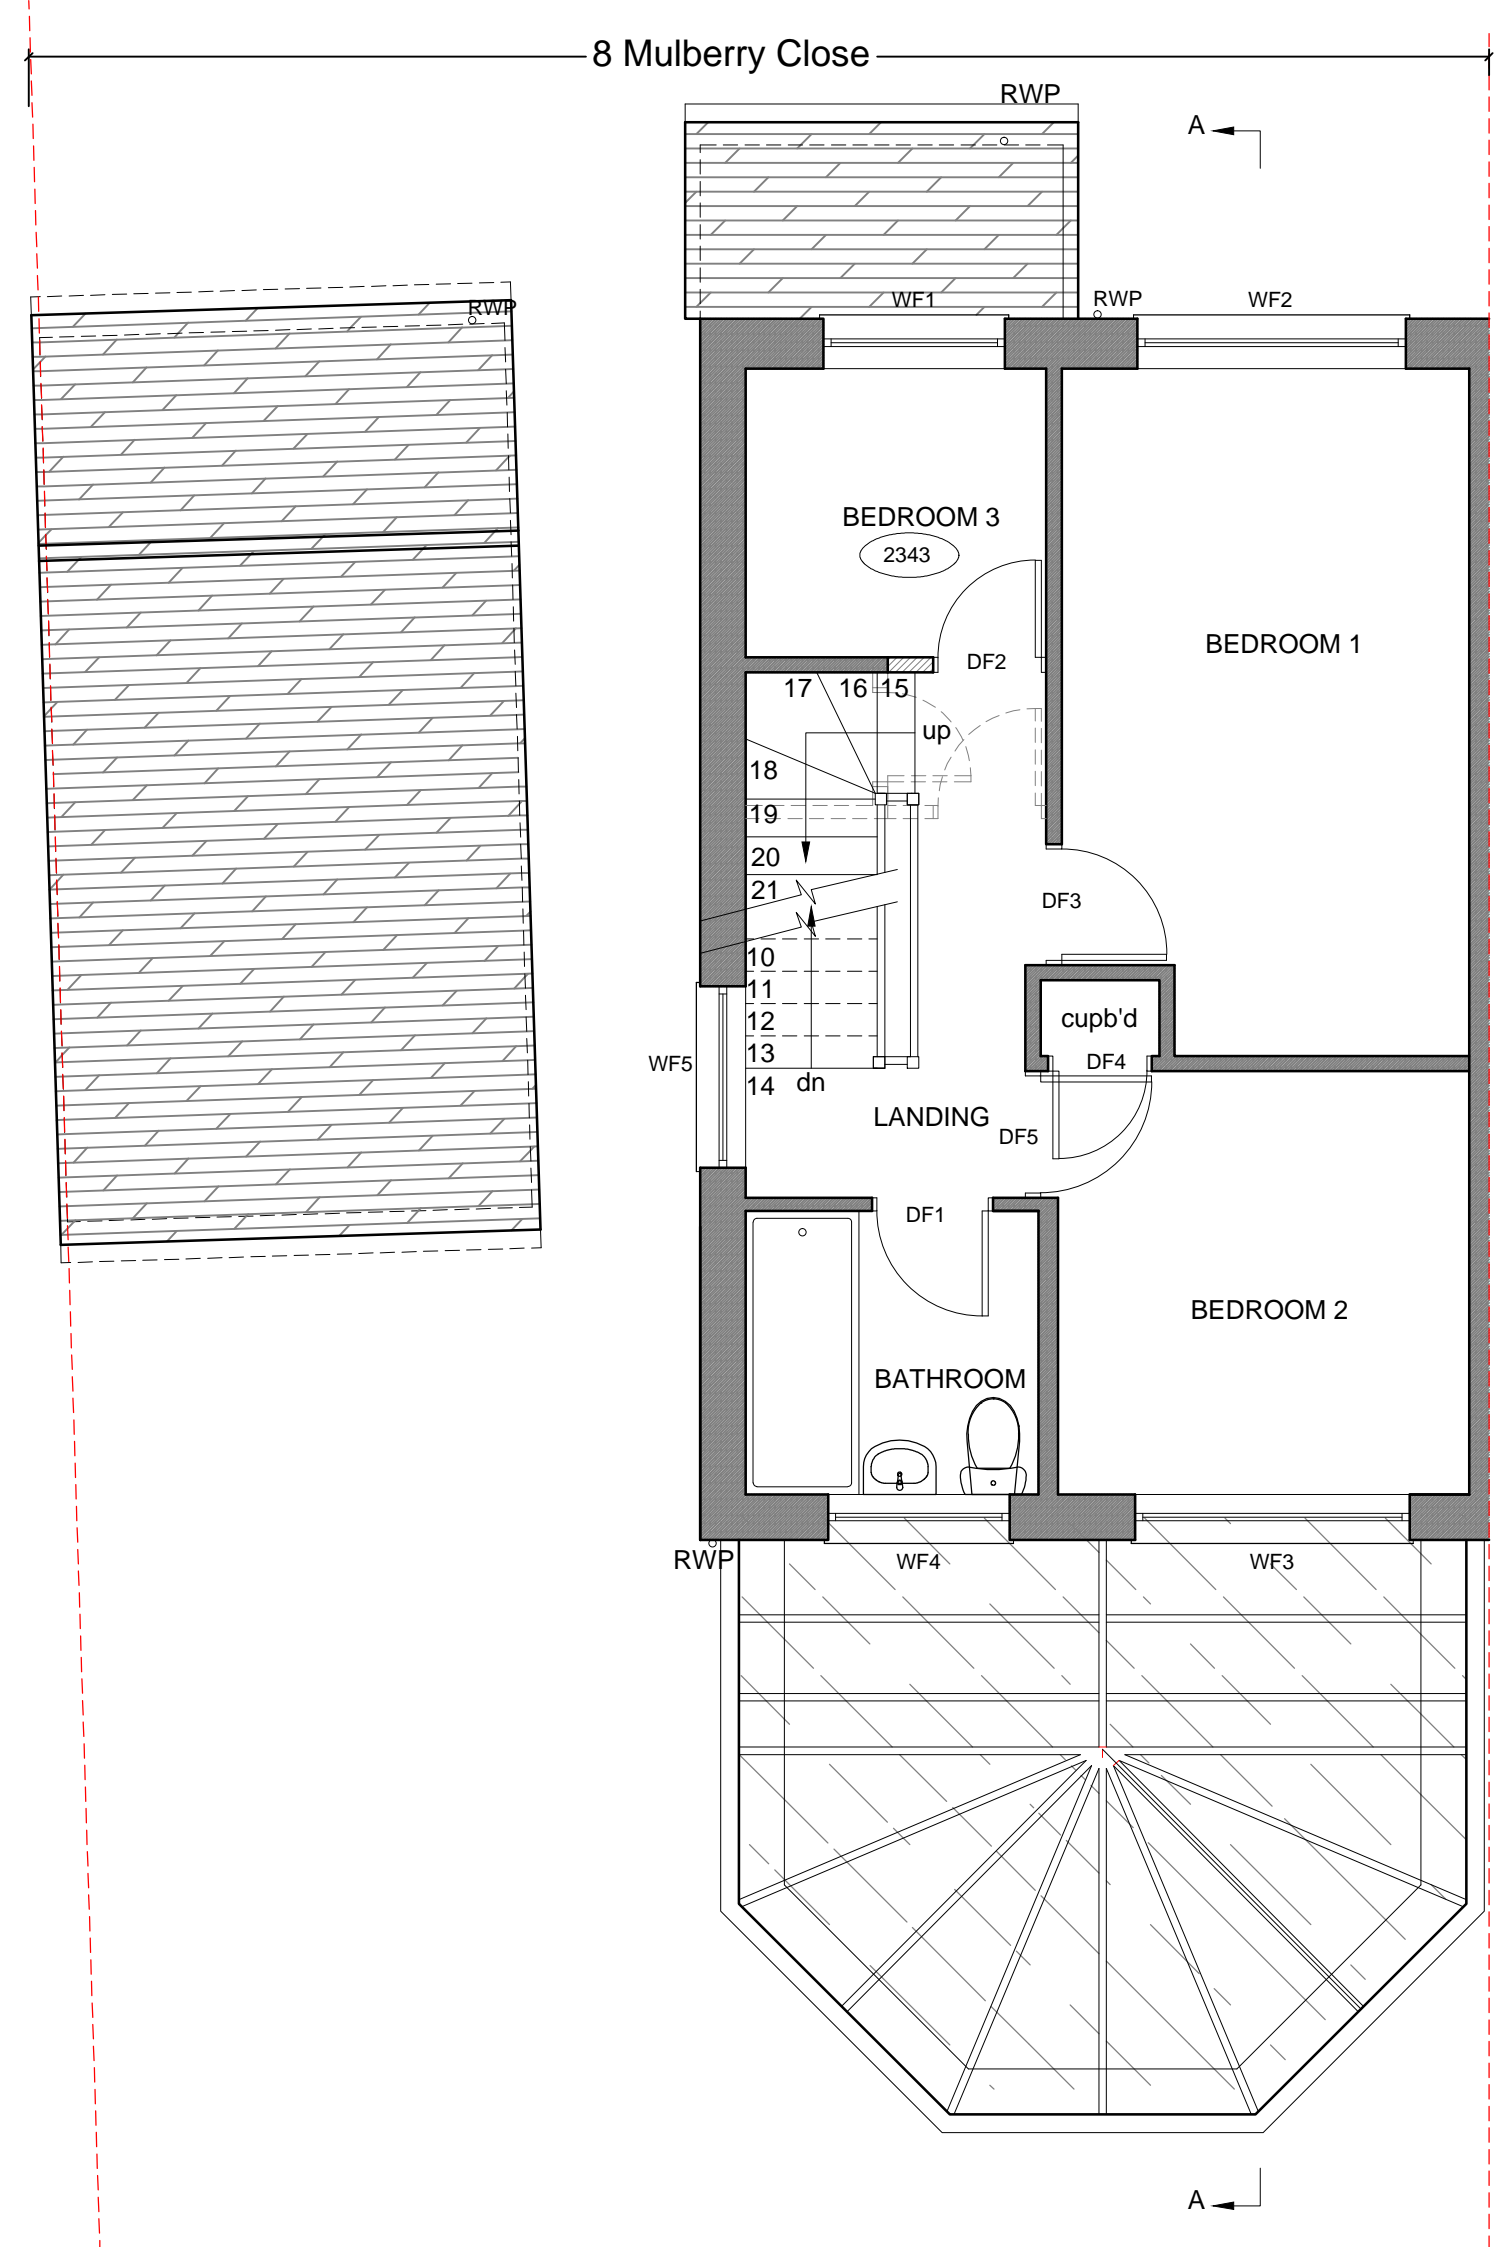 8 Mulberry Close
RWP
A
RWP
WF1
RWP
WF2
BEDROOM 3
2343
BEDROOM 1
DF2
17
16
15
up
18
19
20
21
DF3
10
11
12
13
14
dn
cupb'd
DF4
WF5
LANDING
DF5
DF1
BEDROOM 2
BATHROOM
RWP
WF4
WF3
A